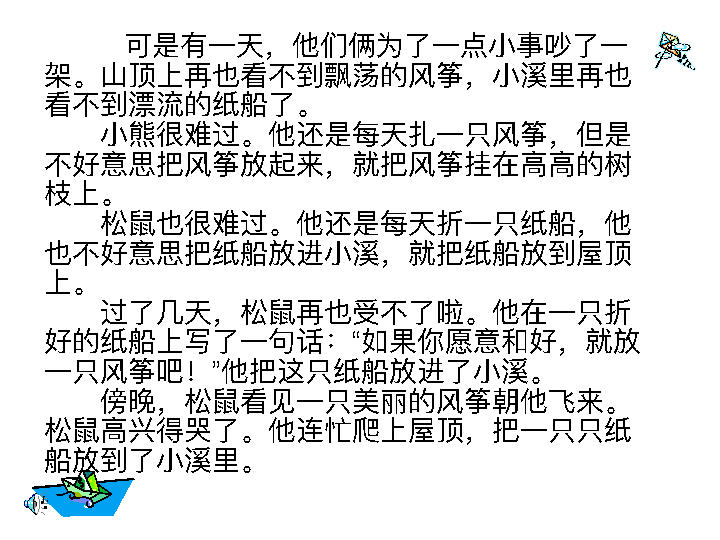 可是有一天，他们俩为了一点小事吵了一
架。山顶上再也看不到飘荡的风筝，小溪里再也
看不到漂流的纸船了。
小熊很难过。他还是每天扎一只风筝，但是
不好意思把风筝放起来，就把风筝挂在高高的树
枝上。
松鼠也很难过。他还是每天折一只纸船，他
也不好意思把纸船放进小溪，就把纸船放到屋顶
上。
过了几天，松鼠再也受不了啦。他在一只折
好的纸船上写了一句话：“如果你愿意和好，就放
一只风筝吧！”他把这只纸船放进了小溪。
傍晚，松鼠看见一只美丽的风筝朝他飞来。
松鼠高兴得哭了。他连忙爬上屋顶，把一只只纸
船放到了小溪里。